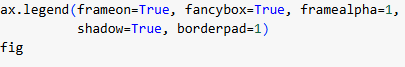 ax.legend(frameon=True, fancybox=True, framealpha=1,
          shadow=True, borderpad=1)
fig